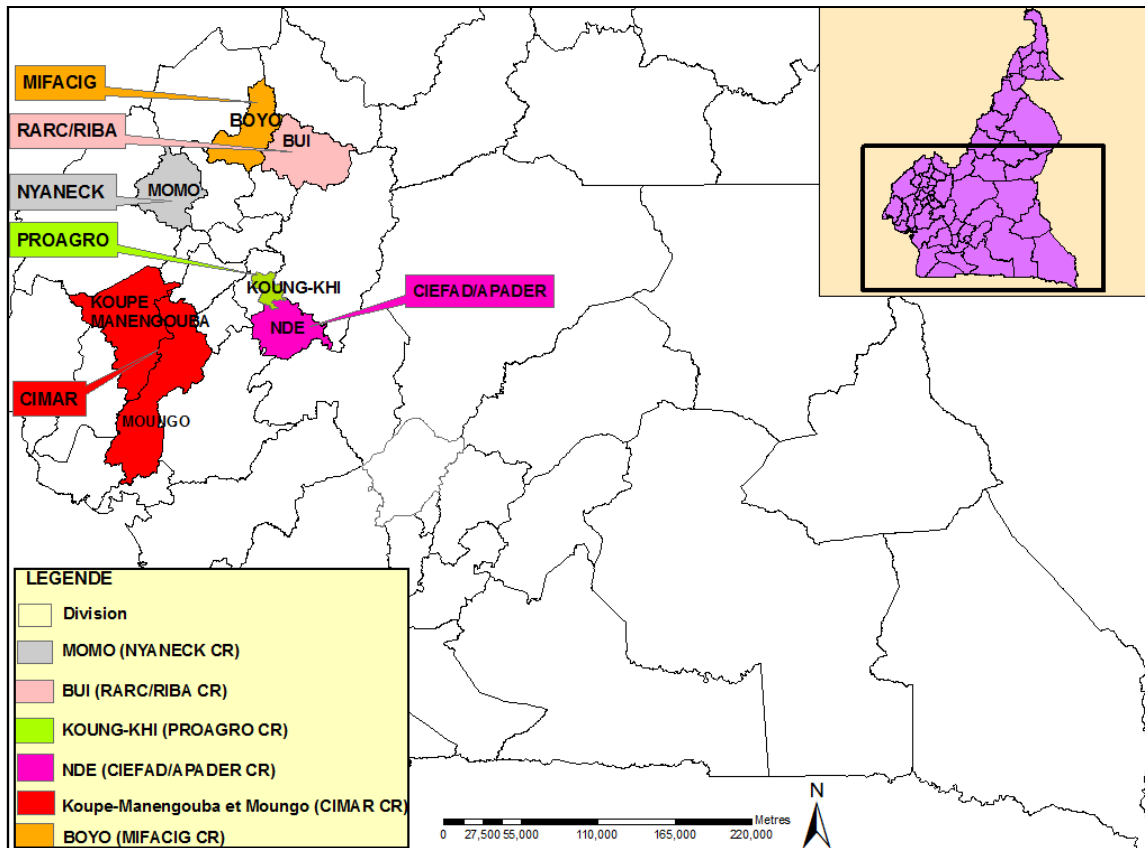 MIFACIG
BOYO
RARC/RIBA
BUI
NYANECK
MOMO
PROAGRO
KOUNG-KHI
CIEFAD/APADER
KOUPE
MANENGOUBA
NDE
CIMAR
MOUNGO
LEGENDE
Division
MOMO (NYANECK CR)
BUI (RARC/RIBA CR)
KOUNG-KHI (PROAGRO CR)
NDE (CIEFAD/APADER CR)
Koupe-Manengouba et Moungo (CIMAR CR)
BOYO (MIFACIG CR)
N
Metres
0 27,500 55,000 110,000 165,000 220,000